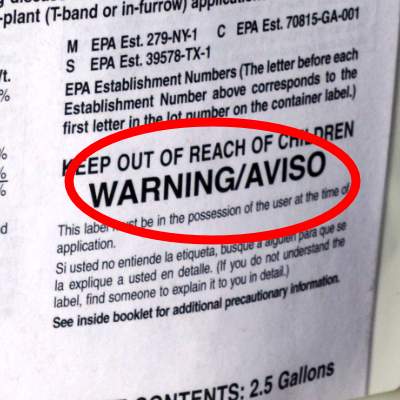 -plant (T-band or in-furrow)
M EPA Est. 279-NY-1 C EPA Est. 70815-GA-001
S EPA Est. 39578-TX-1
EPA Establishment Numbers (The letter before each
Establishment Number above corresponds to the
first letter in the lot number on the container label.)
KEEP OUT OF REACH OF CHILDREN
WARNING/AVISO
This label must be in the possession of the user at the time of
application.
Si usted no entiende la etiqueta, busque a alguien para que se
la explique a usted en detalle. (If you do not understand the
label, find someone to explain it to you in detail.)
See inside booklet for additional precautionary information.
CONTENTS: 2.5 Gallons